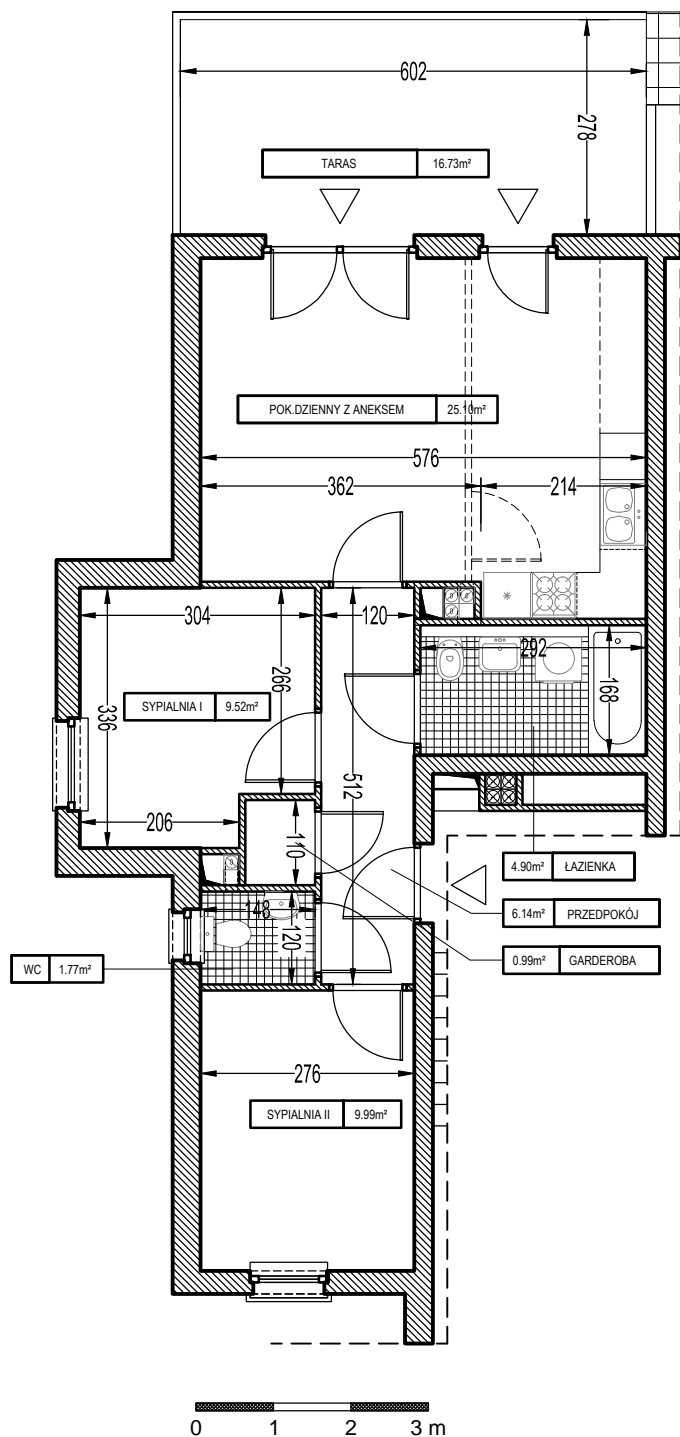 602
278
TARAS 16.73m²
POK.DZIENNY Z ANEKSEM 25.10m²
576
362 214
304 120
292
266
168
SYPIALNIA I 9.52m²
336
512
206
110
4.90m² ŁAZIENKA
148
120
6.14m² PRZEDPOKÓJ
WC 1.77m²
0.99m² GARDEROBA
276
SYPIALNIA II 9.99m²
0 1 2 3 m